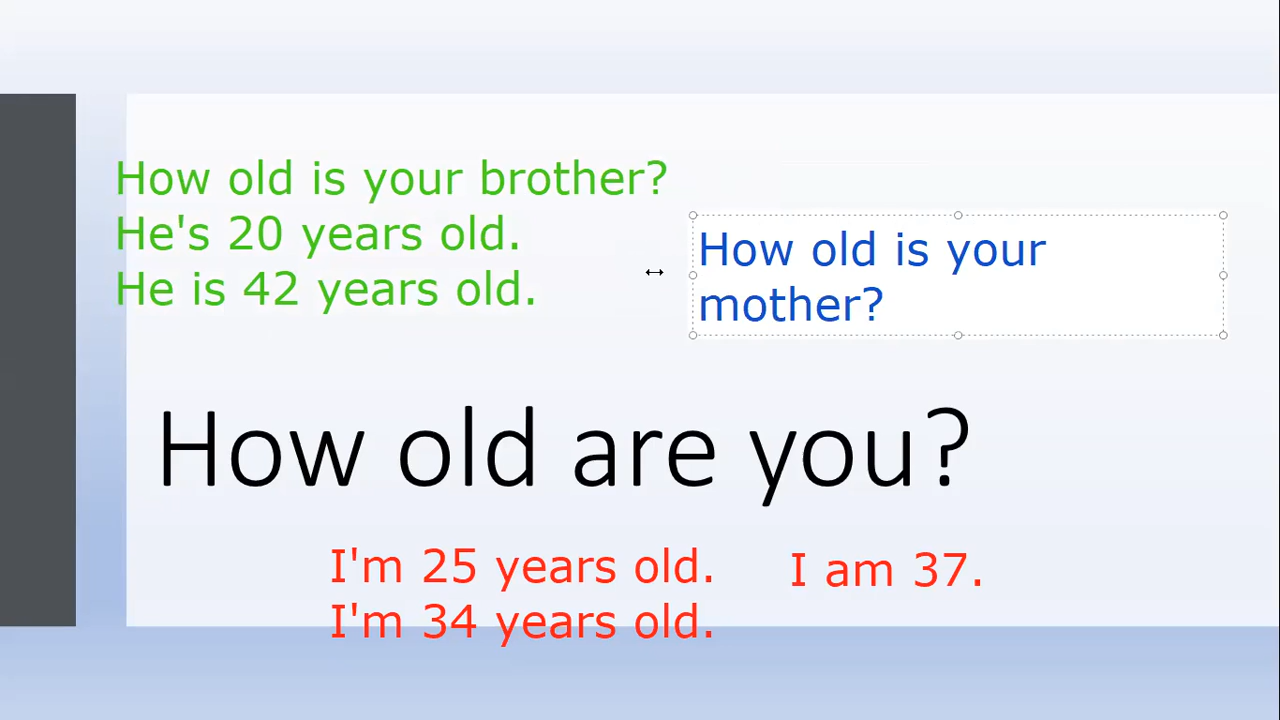 How old is your brother?
He's 20 years old.
He is 42 years old.
How old is your
mother?
How old are you?
I'm 25 years old.
I'm 34 years old.
I am 37.